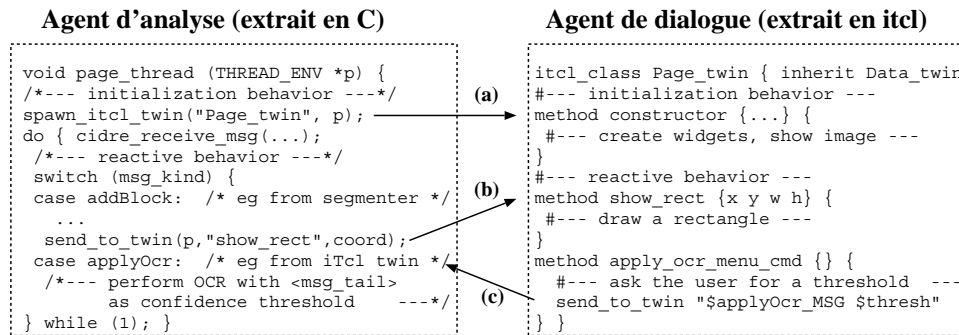 Agent d'analyse (extrait en C)
void page_thread (THREAD_ENV *p) {
/*--- initialization behavior ---*/
spawn_itcl_twin("Page_twin", p);
do { cidre_receive_msg(...);
/*--- reactive behavior ---*/
switch (msg_kind) {
case addBlock:  /* eg from segmenter */
...
send_to_twin(p,"show_rect",coord);
case applyOcr:  /* eg from iTcl twin */
/*--- perform OCR with <msg_tail>
as confidence threshold    ---*/
} while (1); }
(a)
(b)
(c)
Agent de dialogue (extrait en itcl)
itcl_class Page_twin { inherit Data_twin
#--- initialization behavior ---
method constructor {...} {
#--- create widgets, show image ---
}
#--- reactive behavior ---
method show_rect {x y w h} {
#--- draw a rectangle ---
}
method apply_ocr_menu_cmd {} {
#--- ask the user for a threshold ---
send_to_twin "$applyOcr_MSG $thresh"
} }